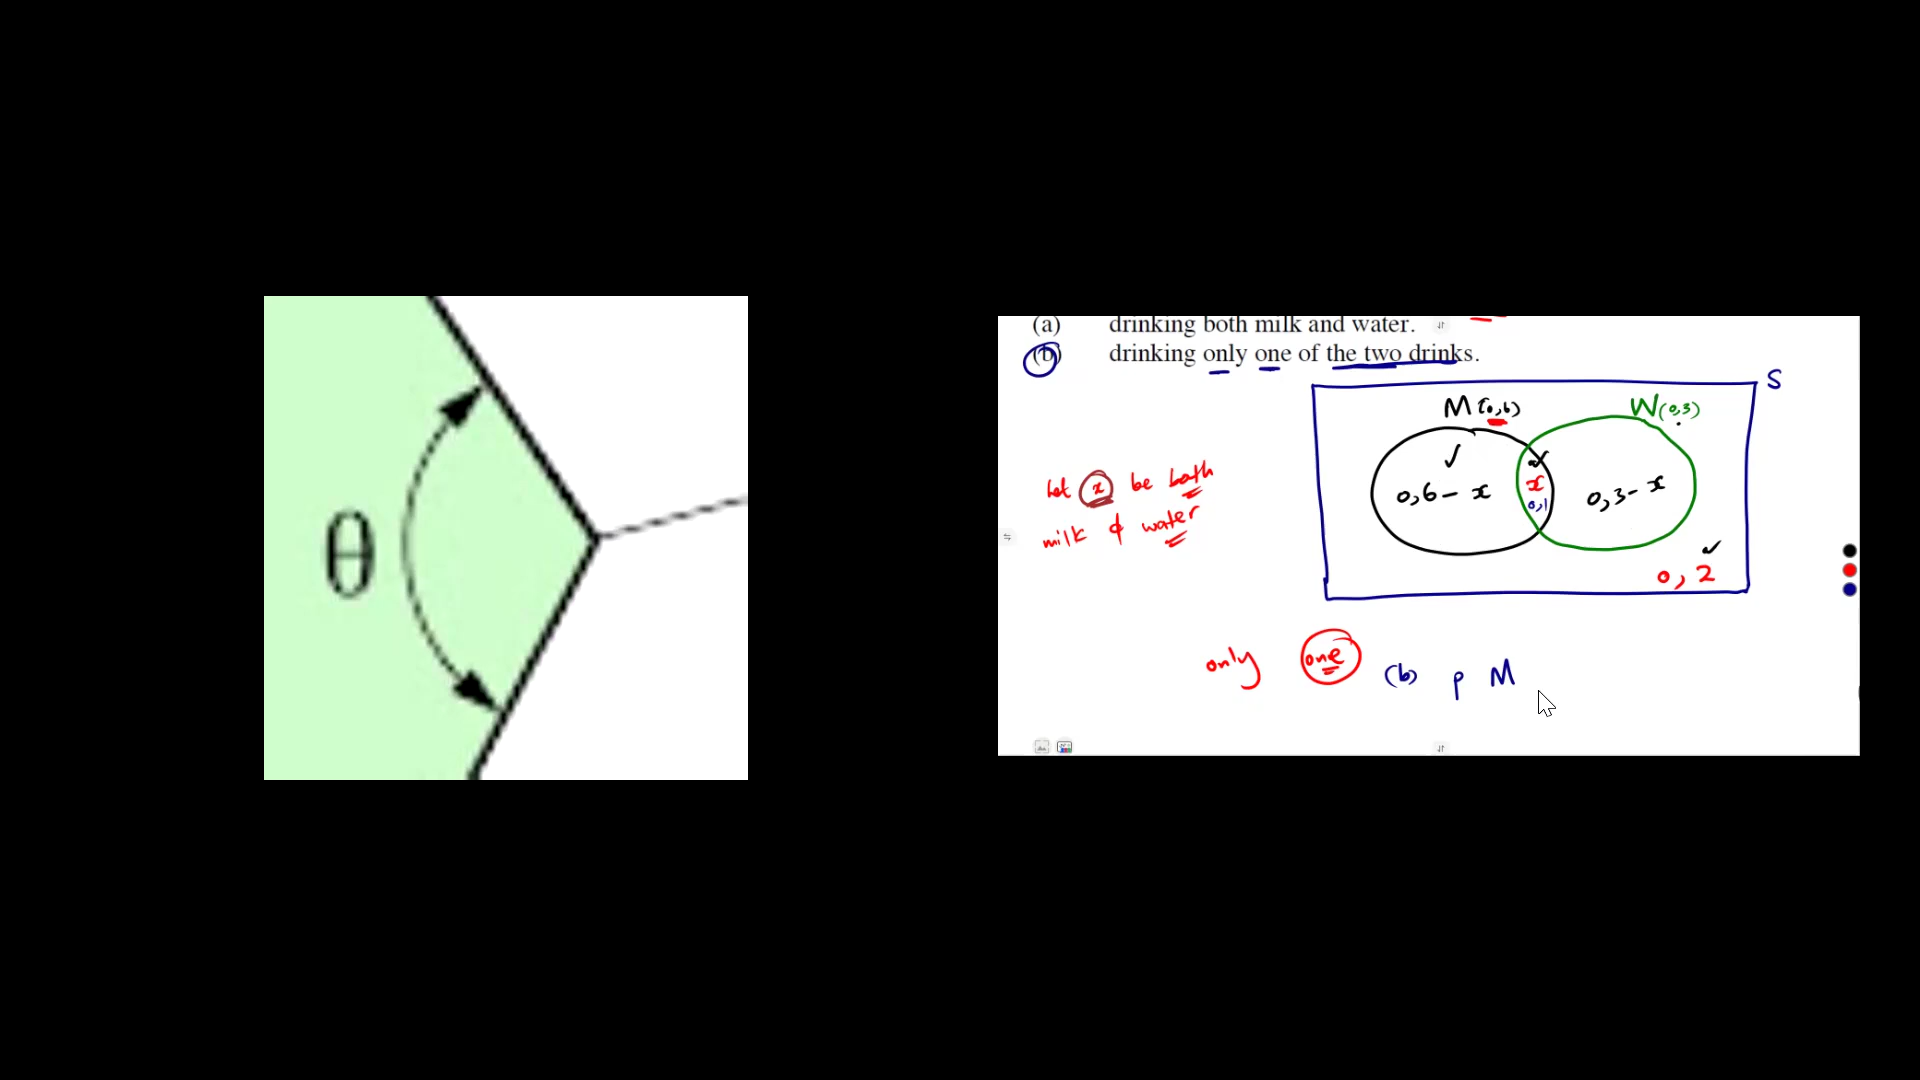 θ
(a) drinking both milk and water.
(b) drinking only one of the two drinks.
S
M (0,6)
W (0,3)
Let x be both
milk & water
0,6 - x
x
0,1
0,3 - x
0,2
only one
(b) P M